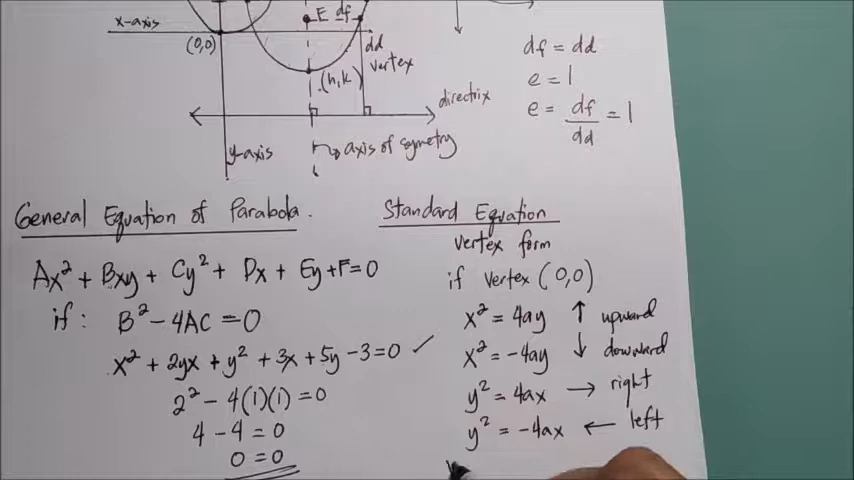 x-axis
(0,0)
F df
dd
vertex
(h,k)
directrix
y-axis
axis of symetry
df = dd
e = 1
e = df/dd = 1
General Equation of Parabola.
Ax² + Bxy + Cy² + Dx + Ey + F = 0
if : B² - 4AC = 0
x² + 2yx + y² + 3x + 5y - 3 = 0 ✓
2² - 4(1)(1) = 0
4 - 4 = 0
0 = 0
Standard Equation
vertex form
if vertex (0,0)
x² = 4ay ↑ upward
x² = -4ay ↓ downward
y² = 4ax → right
y² = -4ax ← left